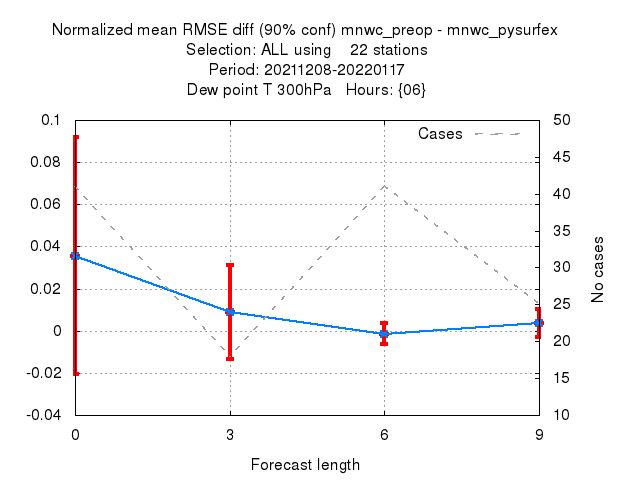 Normalized mean RMSE diff (90% conf) mnwc_preop - mnwc_pysurfex
Selection: ALL using 22 stations
Period: 20211208-20220117
Dew point T 300hPa Hours: {06}
Cases
0.1
0.08
0.06
0.04
0.02
0
-0.02
-0.04
50
45
40
35
30
25
20
15
10
No cases
0 3 6 9
Forecast length